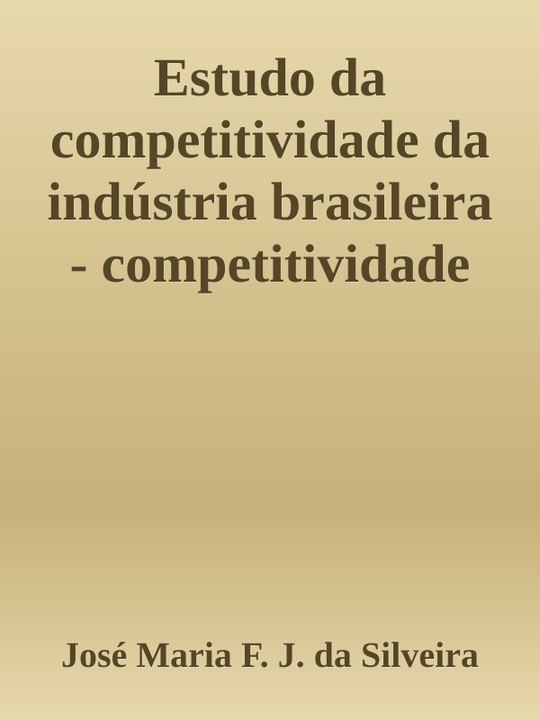 Estudo da
competitividade da
indústria brasileira
- competitividade
José Maria F. J. da Silveira